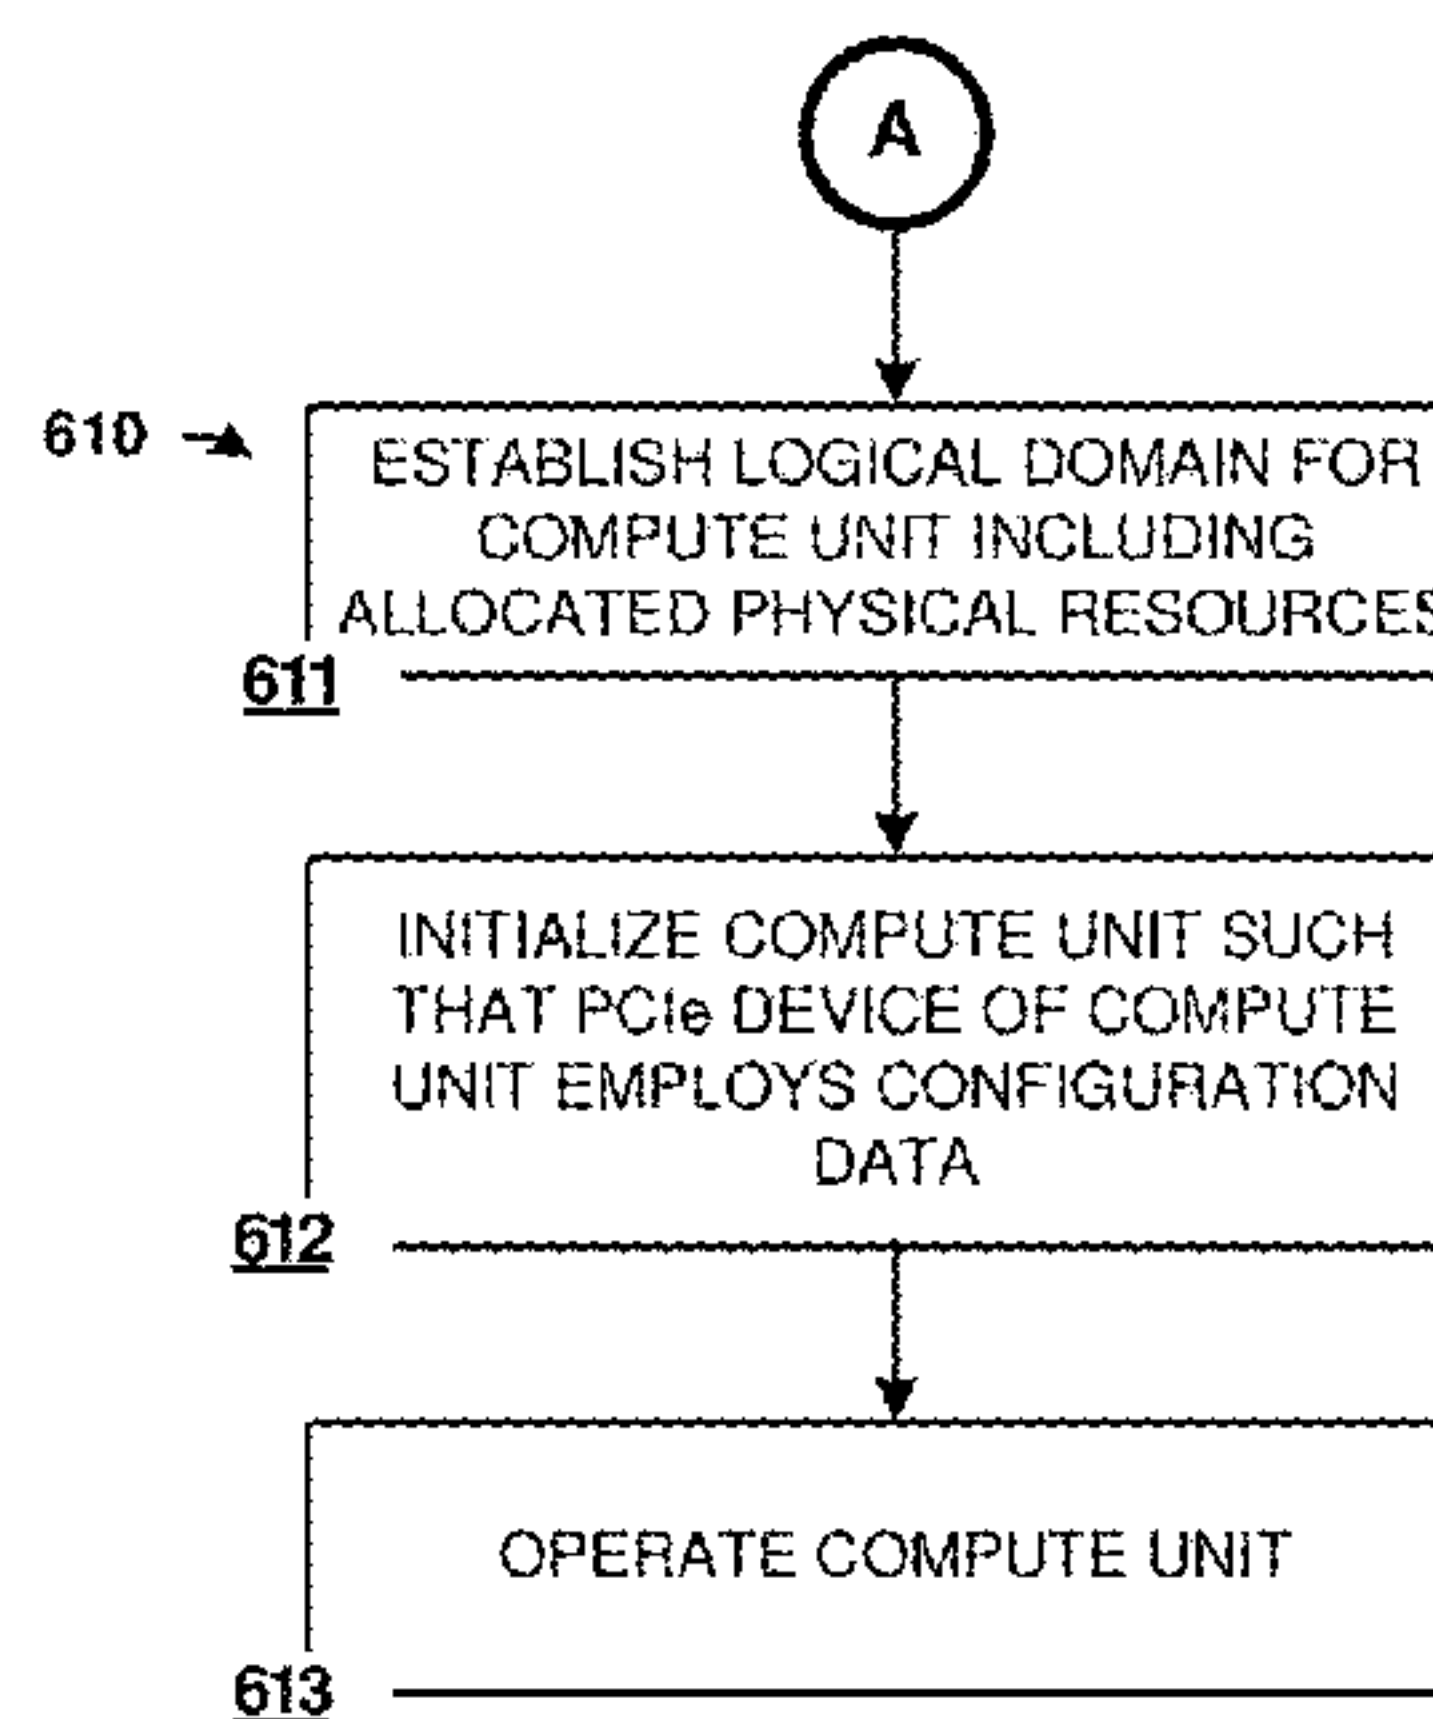 A
610
ESTABLISH LOGICAL DOMAIN FOR
COMPUTE UNIT INCLUDING
ALLOCATED PHYSICAL RESOURCES
611
INITIALIZE COMPUTE UNIT SUCH
THAT PCIe DEVICE OF COMPUTE
UNIT EMPLOYS CONFIGURATION
DATA
612
OPERATE COMPUTE UNIT
613